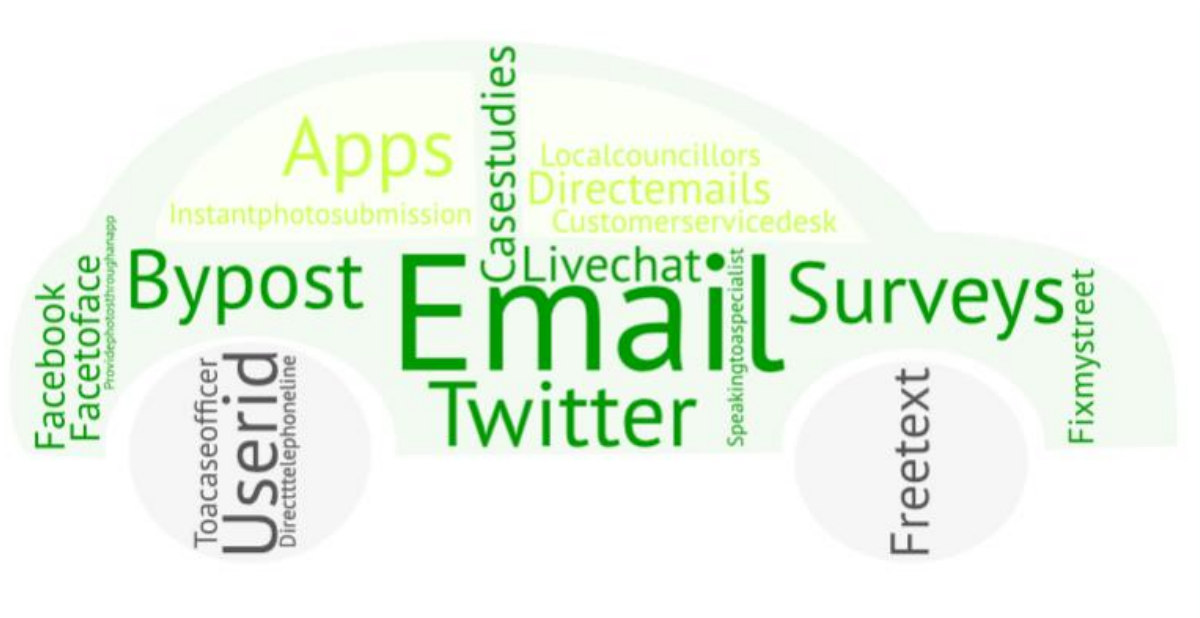 Casestudies
Apps
Localcouncillors
Directemails
Instantphotosubmission
Customerservicedesk
Facebook
Facetoface
Providephotosthroughanapp
Bypost
Email
Livechat
Speakingtoaspecialist
Surveys
Fixmystreet
Twitter
Toacaseofficer
Userid
Directttelephoneline
Freetext